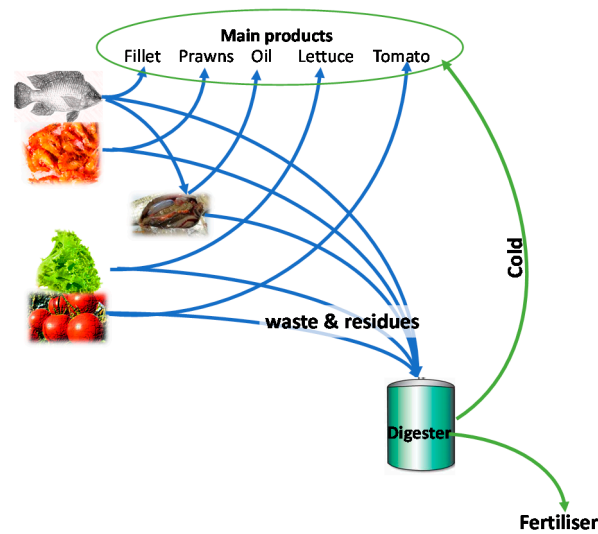 Main products
Fillet Prawns Oil Lettuce Tomato
Cold
waste & residues
Digester
Fertiliser